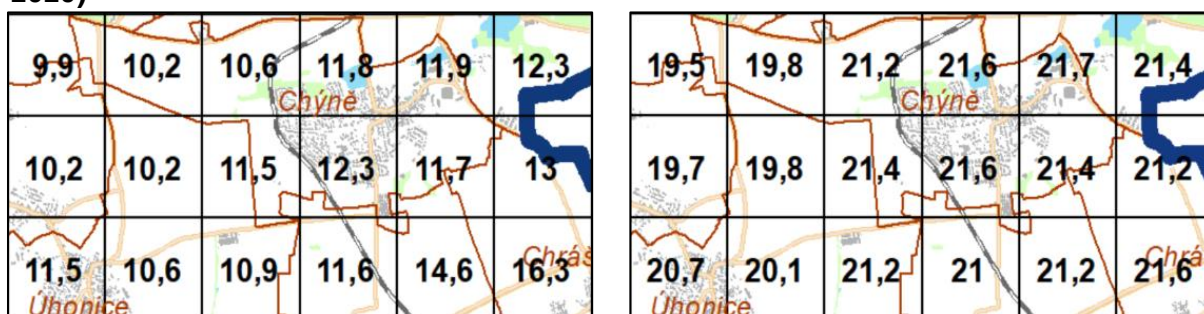 9,9 10,2 10,6 11,8 11,9 12,3
Chýně
10,2 10,2 11,5 12,3 11,7 13
11,5 10,6 10,9 11,6 14,6 16,3
Chráš
Úhonice
19,5 19,8 21,2 21,6 21,7 21,4
Chýně
19,7 19,8 21,4 21,6 21,4 21,2
20,7 20,1 21,2 21 21,2 21,6
Chrá
Úhonice